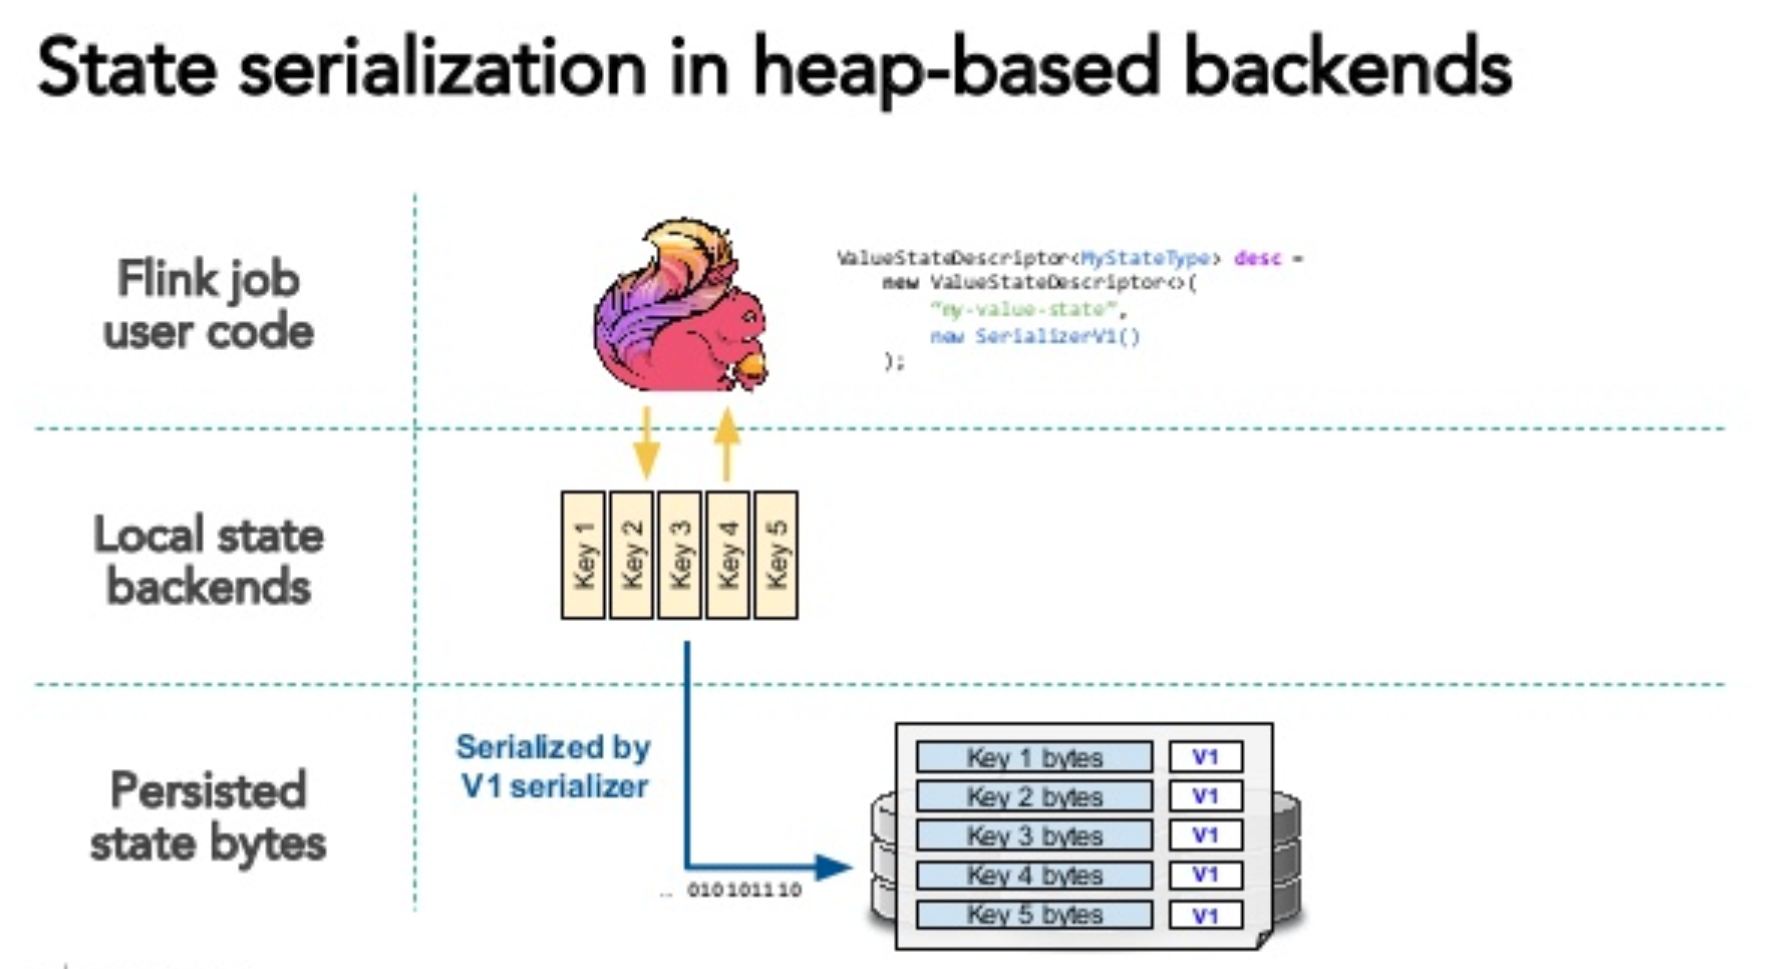 State serialization in heap-based backends
Flink job
user code
ValueStateDescriptor<MyStateType> desc =
new ValueStateDescriptor<>(
"my-value-state",
new SerializerV1()
);
Local state
backends
Key 1
Key 2
Key 3
Key 4
Key 5
Persisted
state bytes
Serialized by
V1 serializer
.. 010101110
Key 1 bytes V1
Key 2 bytes V1
Key 3 bytes V1
Key 4 bytes V1
Key 5 bytes V1